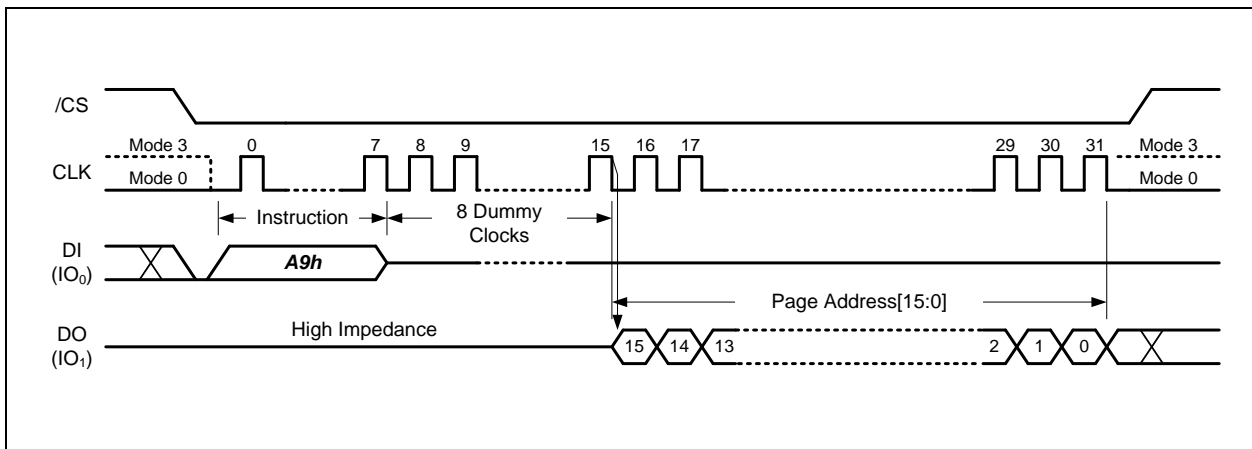 /CS
Mode 3 0 7 8 9 15 16 17 29 30 31 Mode 3
CLK
Mode 0 Mode 0
Instruction 8 Dummy
Clocks
DI
(IO₀)
A9h
Page Address[15:0]
High Impedance
DO
(IO₁)
15 14 13 2 1 0